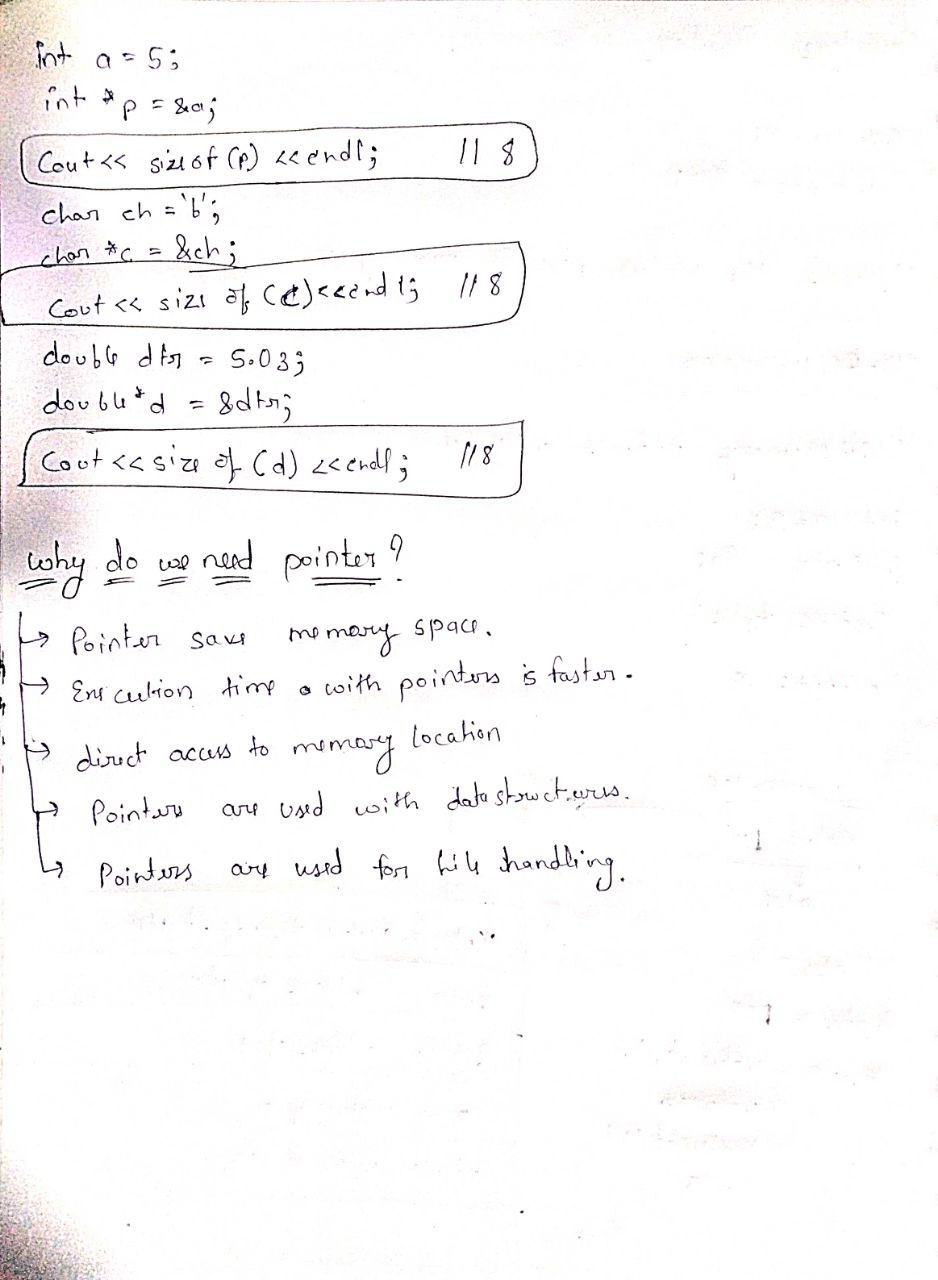 int a = 5;
int *p = &a;
Cout<< sizeof (p) <<endl; // 8
char ch = 'b';
char *c = &ch;
Cout << size of (c)<<endl; // 8
double dtr = 5.03;
double *d = &dtr;
Cout << size of (d) <<endl; // 8
why do we need pointer?
→ Pointer save memory space.
→ Execution time with pointers is faster.
→ direct access to memory location
→ Pointers are used with datastructures.
→ Pointers are used for file handling.